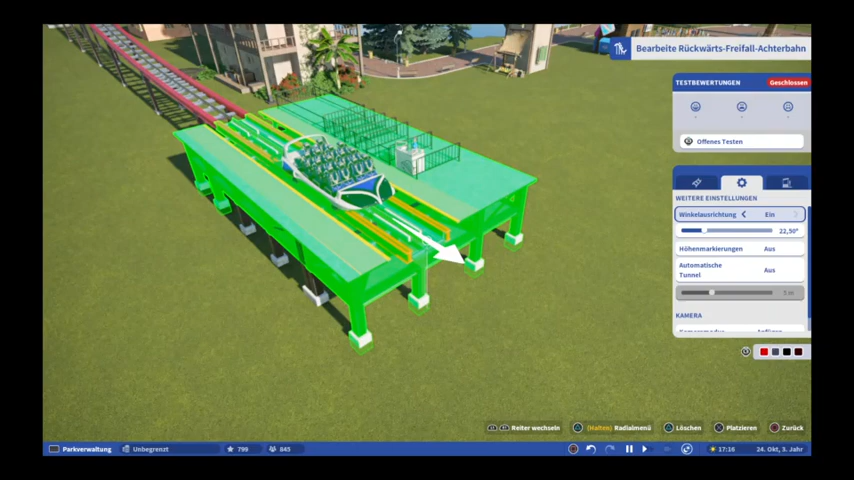 Bearbeite Rückwärts-Freifall-Achterbahn
TESTBEWERTUNGEN
Geschlossen
Offenes Testen
WEITERE EINSTELLUNGEN
Winkelausrichtung
Ein
22,50°
Höhenmarkierungen
Aus
Automatische
Tunnel
Aus
KAMERA
Reiter wechseln
(Halten) Radialmenü
Löschen
Platzieren
Zurück
Parkverwaltung
Unbegrenzt
799
845
17:16
24. Okt, 3. Jahr